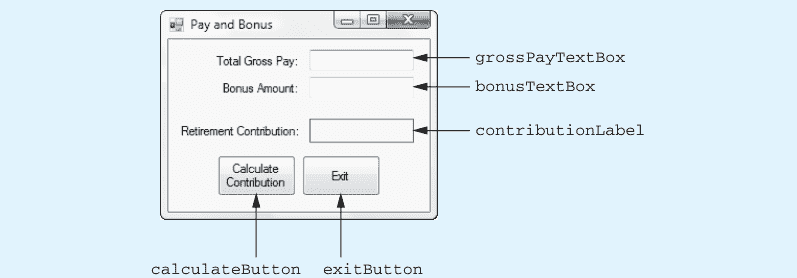 Pay and Bonus
Total Gross Pay:
grossPayTextBox
Bonus Amount:
bonusTextBox
Retirement Contribution:
contributionLabel
Calculate
Contribution
Exit
calculateButton
exitButton